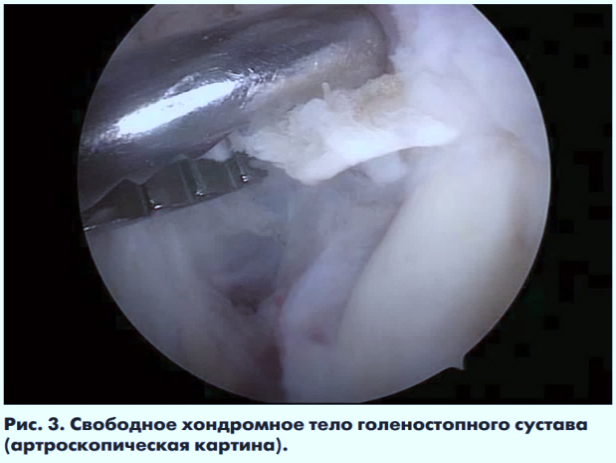 Рис. 3. Свободное хондромное тело голеностопного сустава
(артроскопическая картина).